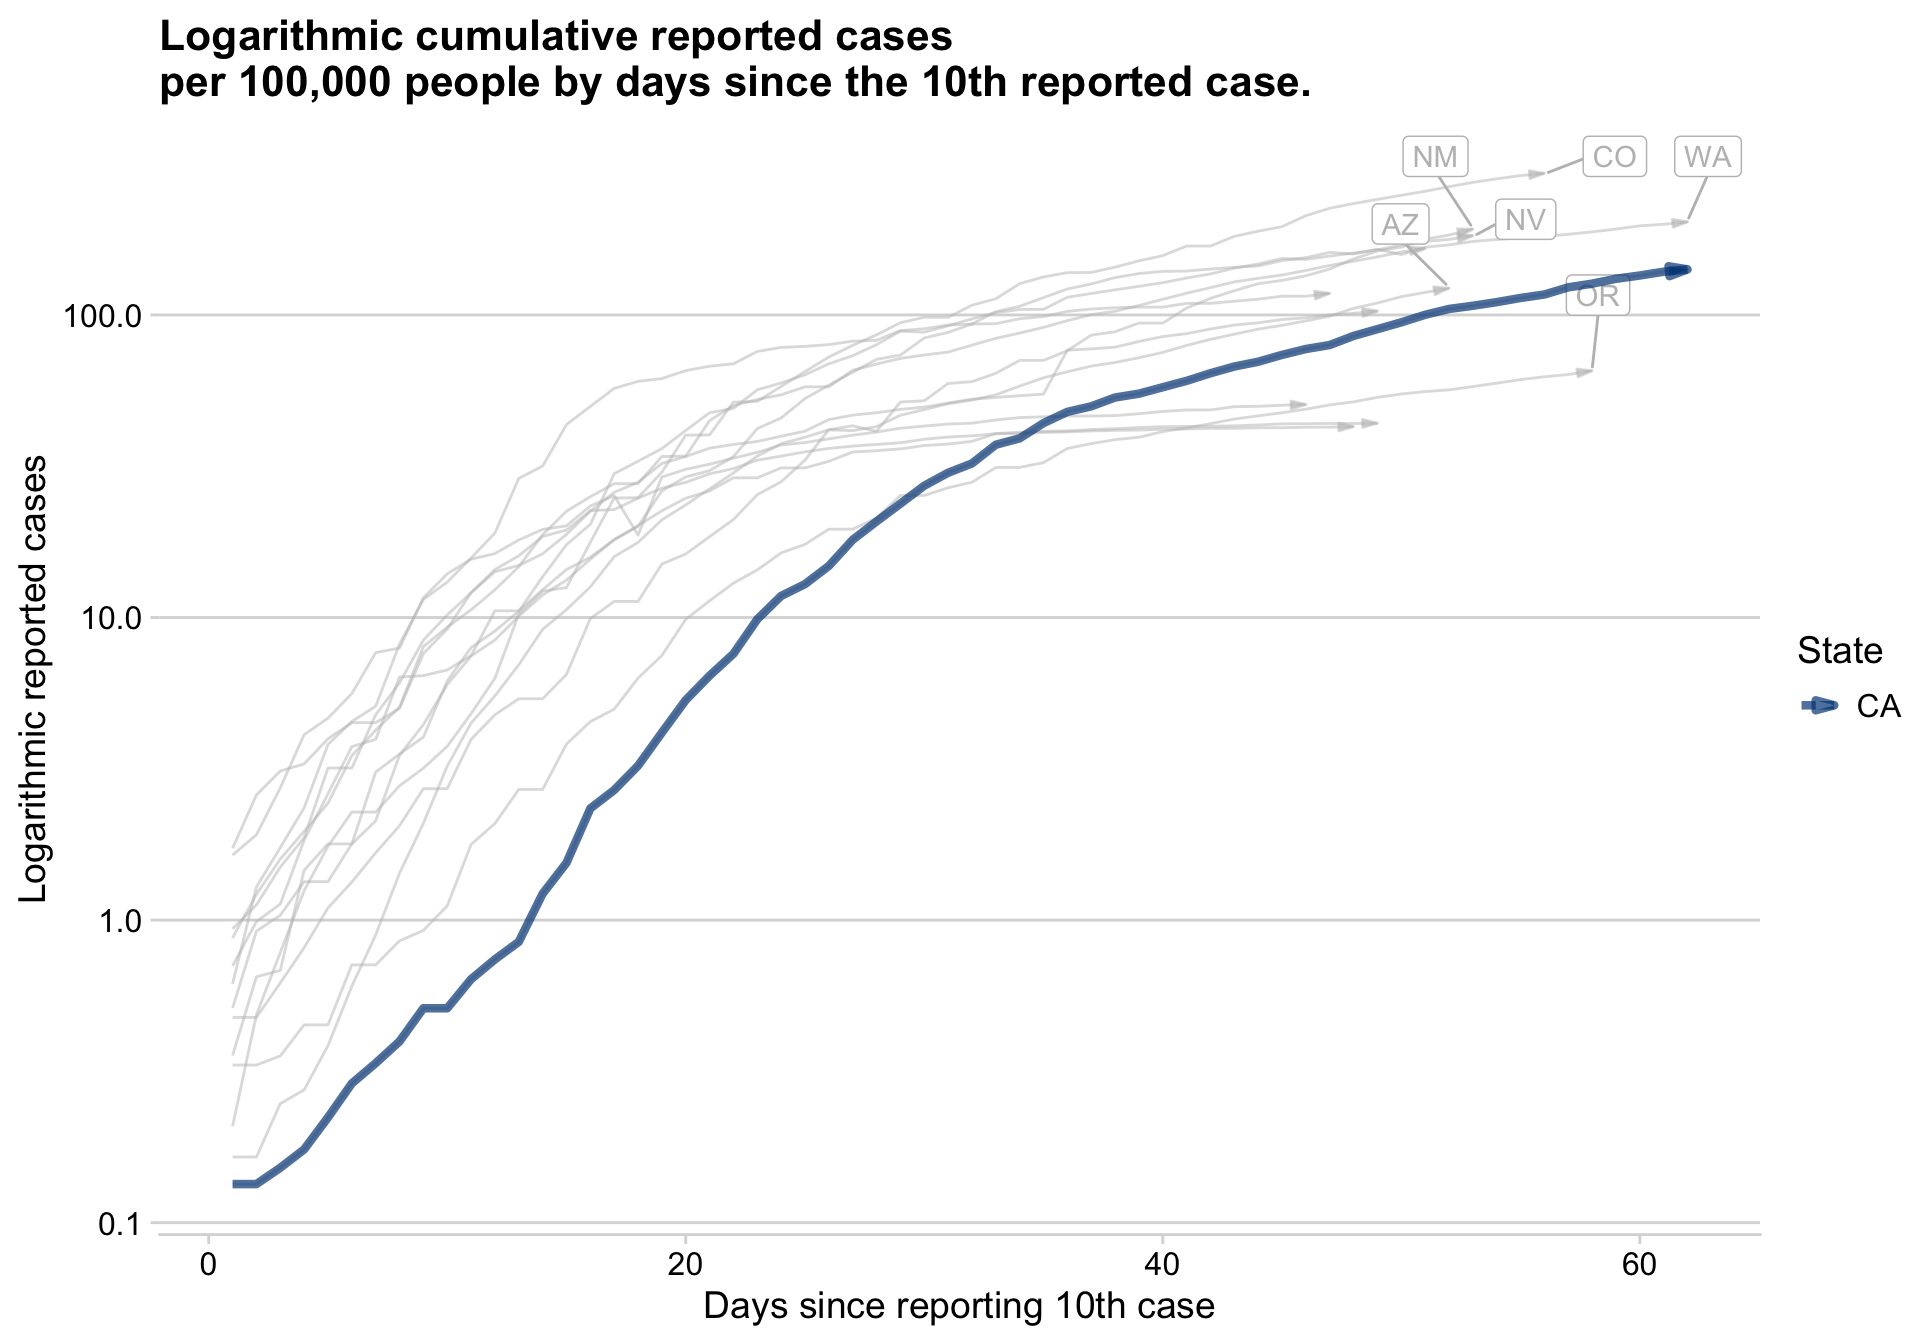 Logarithmic cumulative reported cases
per 100,000 people by days since the 10th reported case.
NM
CO
WA
AZ
NV
OR
100.0
10.0
1.0
0.1
Logarithmic reported cases
0
20
40
60
Days since reporting 10th case
State
CA